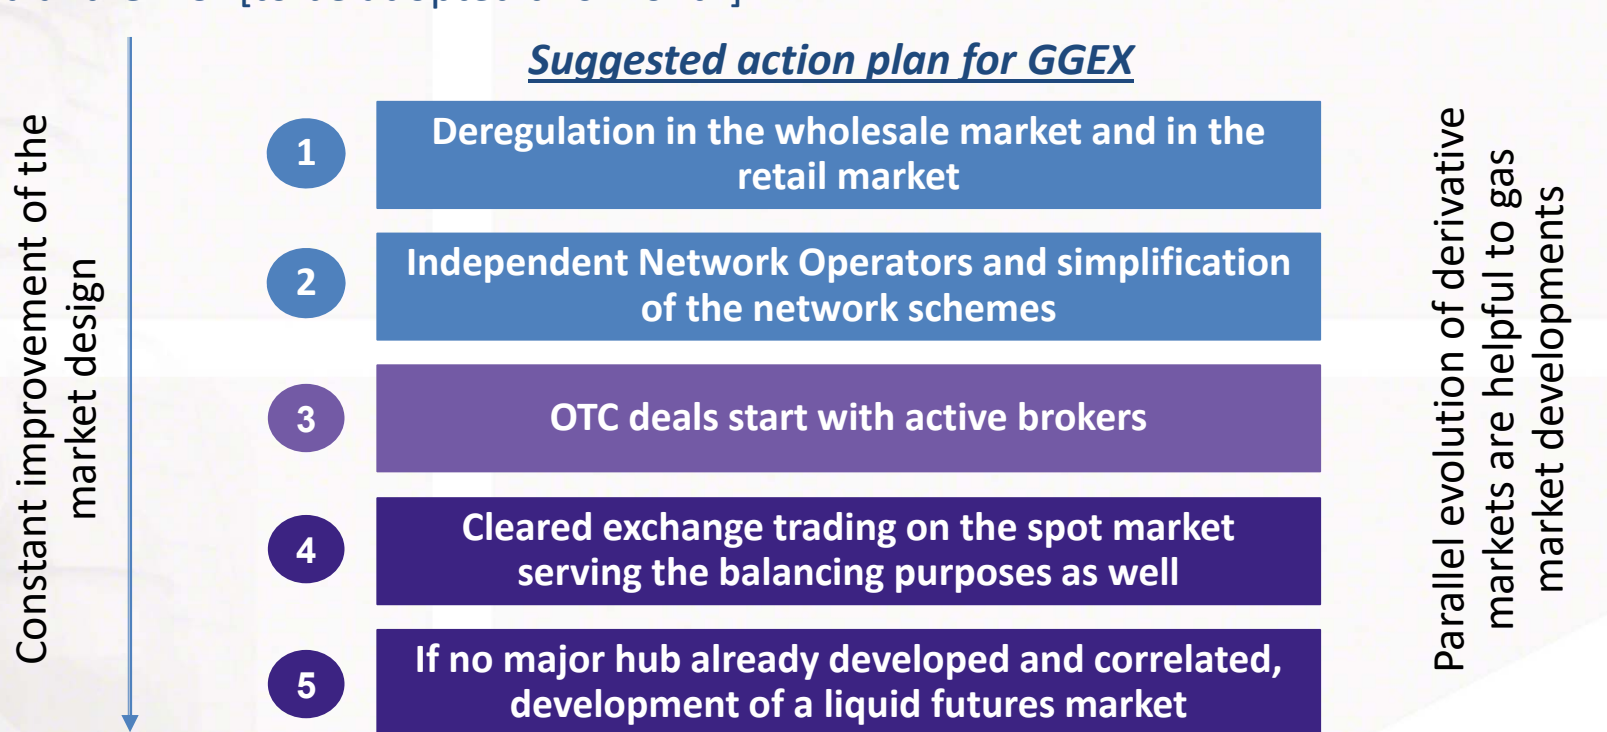 Suggested action plan for GGEX
Constant improvement of the
market design
1
Deregulation in the wholesale market and in the
retail market
2
Independent Network Operators and simplification
of the network schemes
3
OTC deals start with active brokers
4
Cleared exchange trading on the spot market
serving the balancing purposes as well
5
If no major hub already developed and correlated,
development of a liquid futures market
Parallel evolution of derivative
markets are helpful to gas
market developments